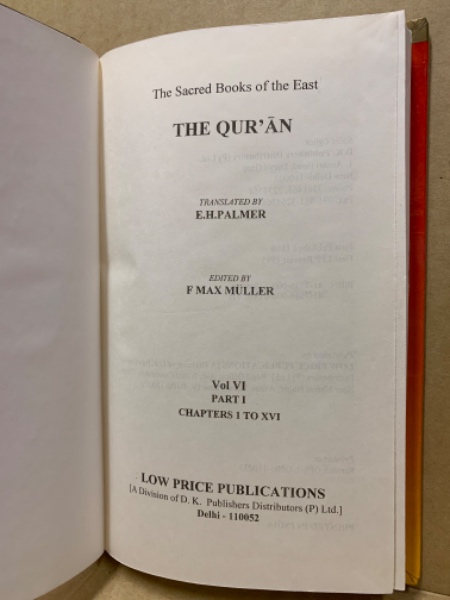 The Sacred Books of the East
THE QUR'ĀN
TRANSLATED BY
E.H.PALMER
EDITED BY
F MAX MÜLLER
Vol VI
PART I
CHAPTERS 1 TO XVI
LOW PRICE PUBLICATIONS
[A Division of D. K. Publishers Distributors (P) Ltd.]
Delhi - 110052